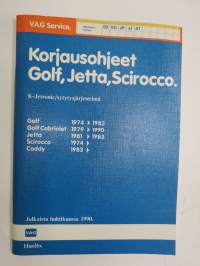 V.A.G Service.
Korjausohjeet
Golf, Jetta, Scirocco.
K-Jetronic/sytytysjärjestelmä
Golf 1974 ▸ 1983
Golf Cabriolet 1979 ▸ 1990
Jetta 1981 ▸ 1983
Scirocco 1974 ▸
Caddy 1983 ▸
Julkaistu huhtikuussa 1990.
V·A·G
Huolto